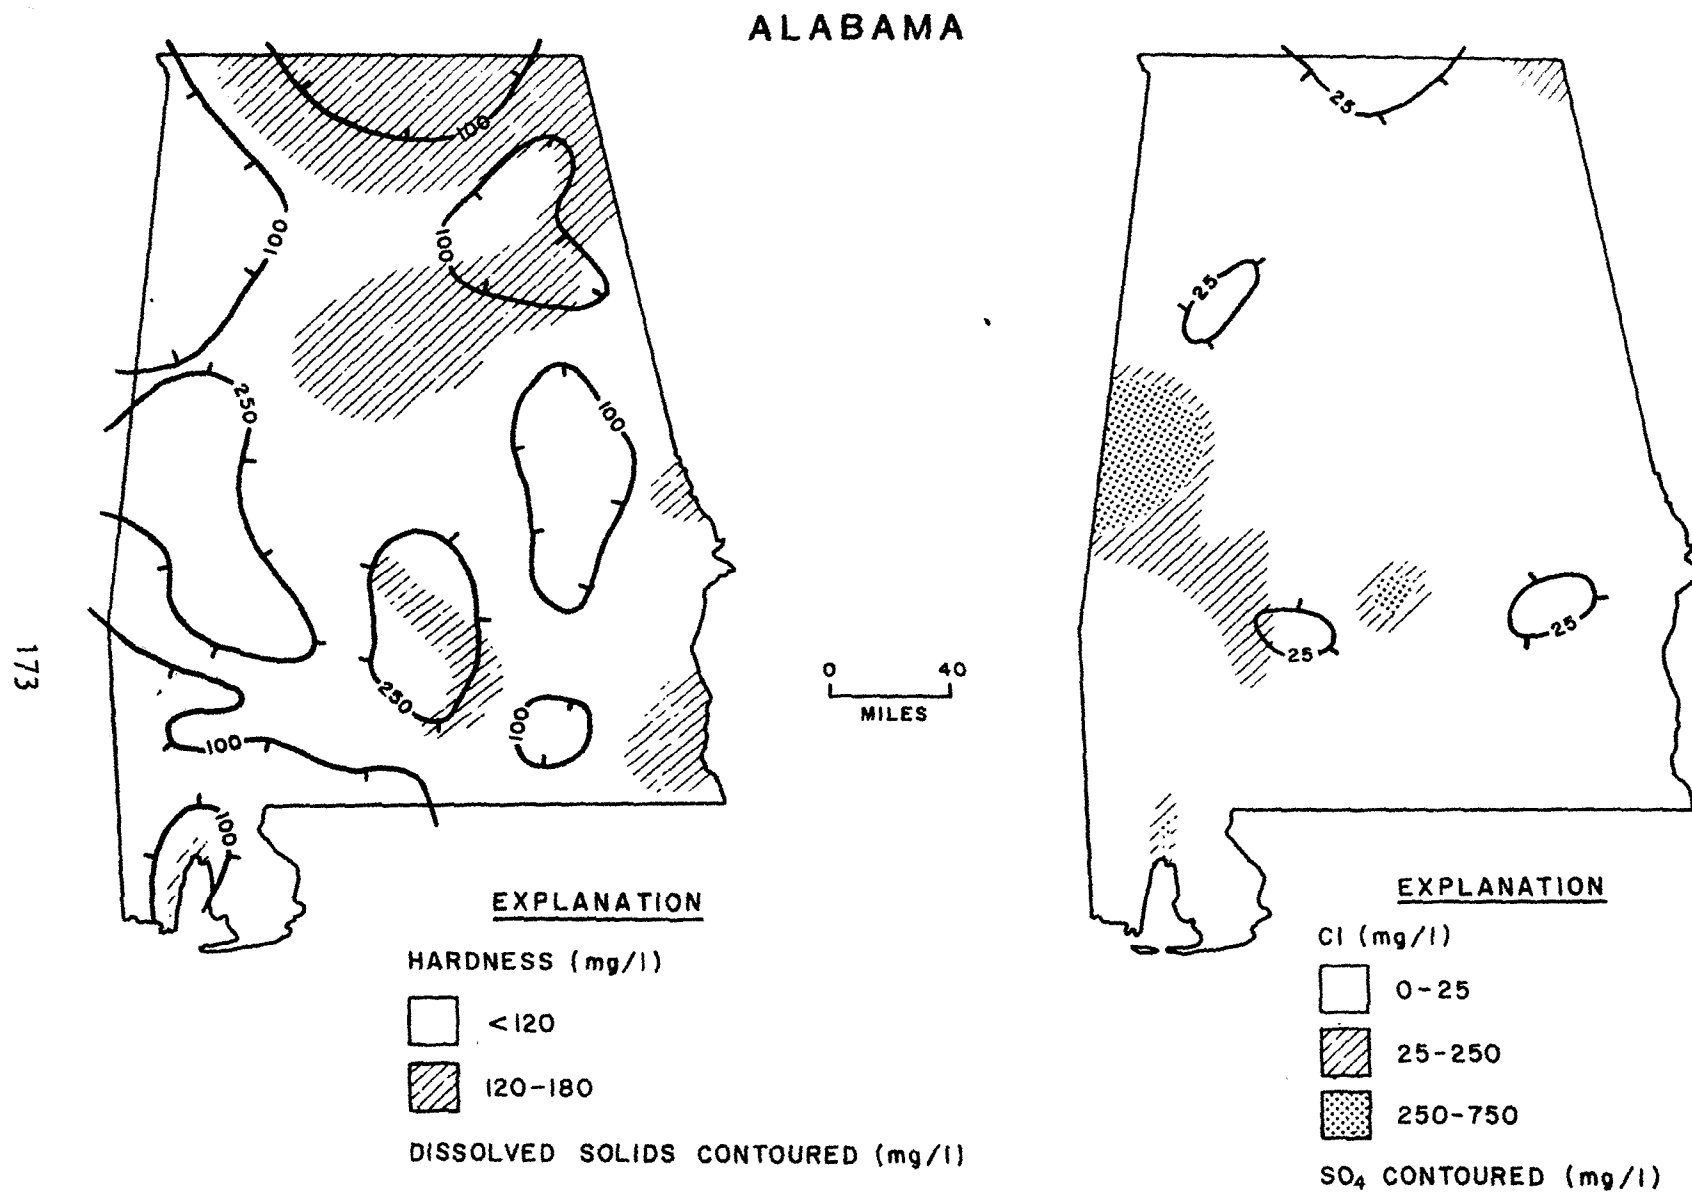 ALABAMA
100
100
100
250
100
250
100
100
100
0 40
MILES
173
EXPLANATION
HARDNESS (mg/l)
<120
120-180
DISSOLVED SOLIDS CONTOURED (mg/l)
25
25
25
25
EXPLANATION
Cl (mg/l)
0-25
25-250
250-750
SO4 CONTOURED (mg/l)